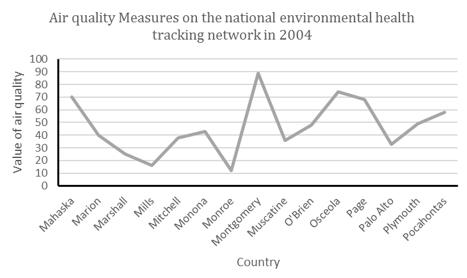 Air quality Measures on the national environmental health
tracking network in 2004
Value of air quality
100
90
80
70
60
50
40
30
20
10
0
Mahaska
Marion
Marshall
Mills
Mitchell
Monona
Monroe
Montgomery
Muscatine
O'Brien
Osceola
Page
Palo Alto
Plymouth
Pocahontas
Country